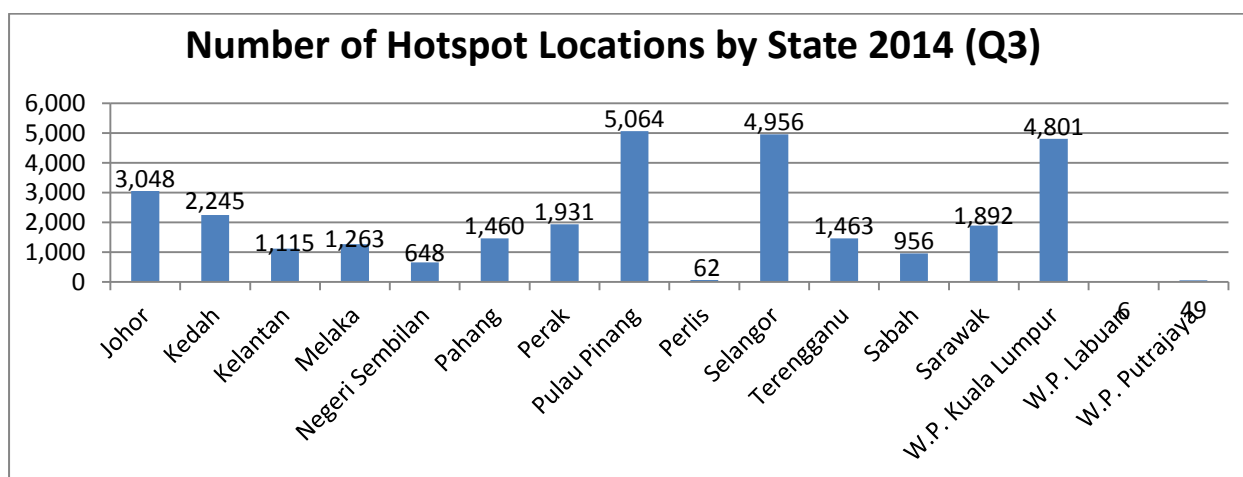 Number of Hotspot Locations by State 2014 (Q3)
6,000
5,000
4,000
3,000
2,000
1,000
0
3,048
2,245
1,115
1,263
648
1,460
1,931
5,064
62
4,956
1,463
956
1,892
4,801
6
49
Johor
Kedah
Kelantan
Melaka
Negeri Sembilan
Pahang
Perak
Pulau Pinang
Perlis
Selangor
Terengganu
Sabah
Sarawak
W.P. Kuala Lumpur
W.P. Labuan
W.P. Putrajaya